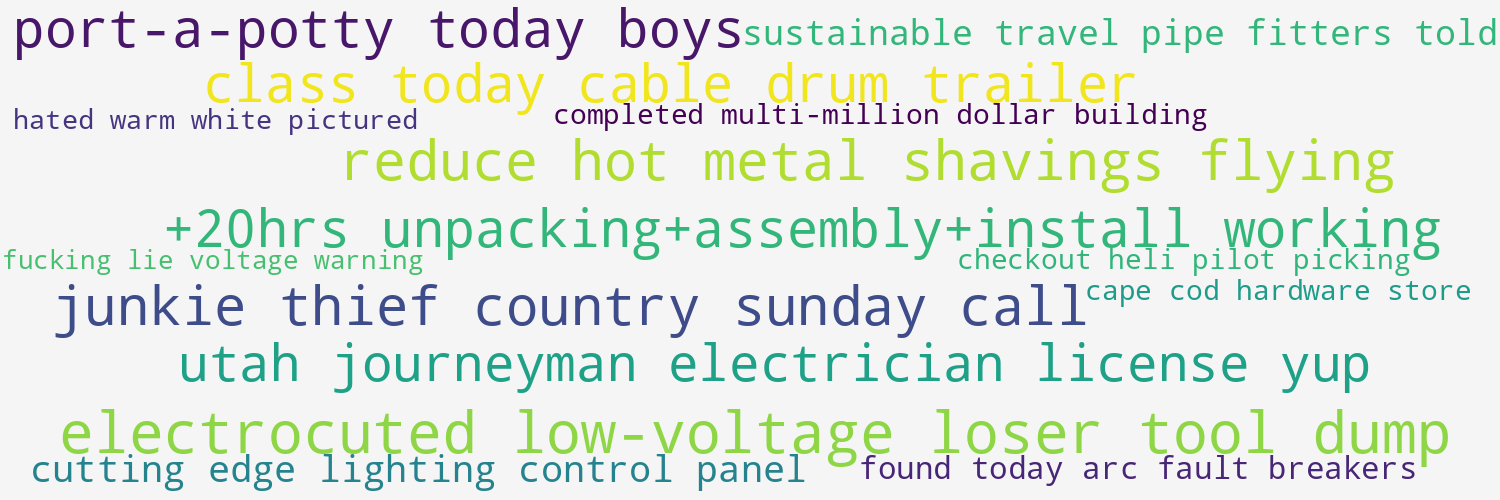 port-a-potty today boys
sustainable travel pipe fitters told
class today cable drum trailer
hated warm white pictured
completed multi-million dollar building
reduce hot metal shavings flying
+20hrs unpacking+assembly+install working
fucking lie voltage warning
checkout heli pilot picking
junkie thief country sunday call
cape cod hardware store
utah journeyman electrician license yup
electrocuted low-voltage loser tool dump
cutting edge lighting control panel
found today arc fault breakers